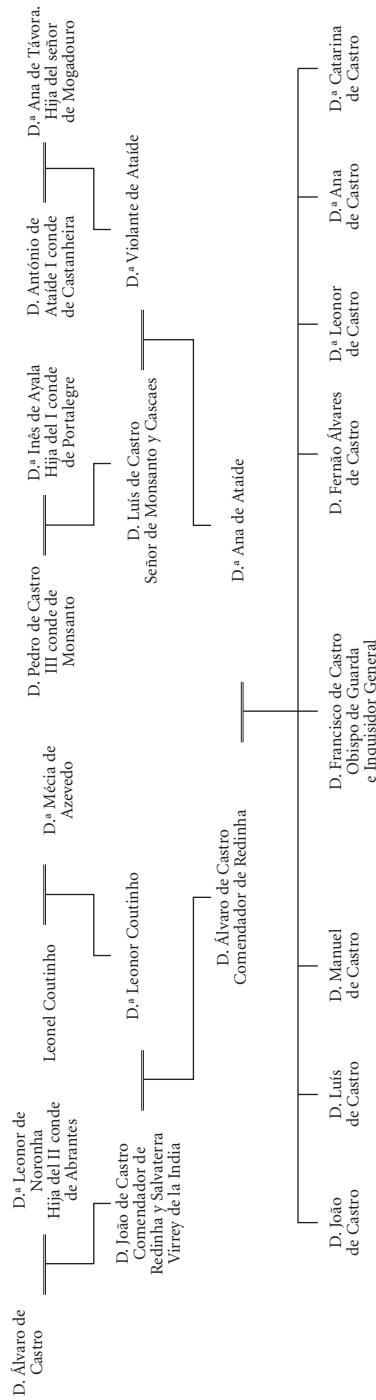 D. Álvaro de
Castro
D.ª Leonor de
Noronha
Hija del II conde
de Abrantes
Leonel Coutinho
D.ª Mécia de
Azevedo
D. Pedro de Castro
III conde de
Monsanto
D.ª Inês de Ayala
Hija del I conde
de Portalegre
D. António de
Ataíde I conde
de Castanheira
D.ª Ana de Távora.
Hija del señor
de Mogadouro
D. João de Castro
Comendador de
Redinha y Salvaterra
Virrey de la India
D.ª Leonor Coutinho
D. Luís de Castro
Señor de Monsanto y Cascaes
D.ª Violante de Ataíde
D. Álvaro de Castro
Comendador de Redinha
D.ª Ana de Ataíde
D. João
de Castro
D. Luís
de Castro
D. Manuel
de Castro
D. Francisco de Castro
Obispo de Guarda
e Inquisidor General
D. Fernão Álvares
de Castro
D.ª Leonor
de Castro
D.ª Ana
de Castro
D.ª Catarina
de Castro